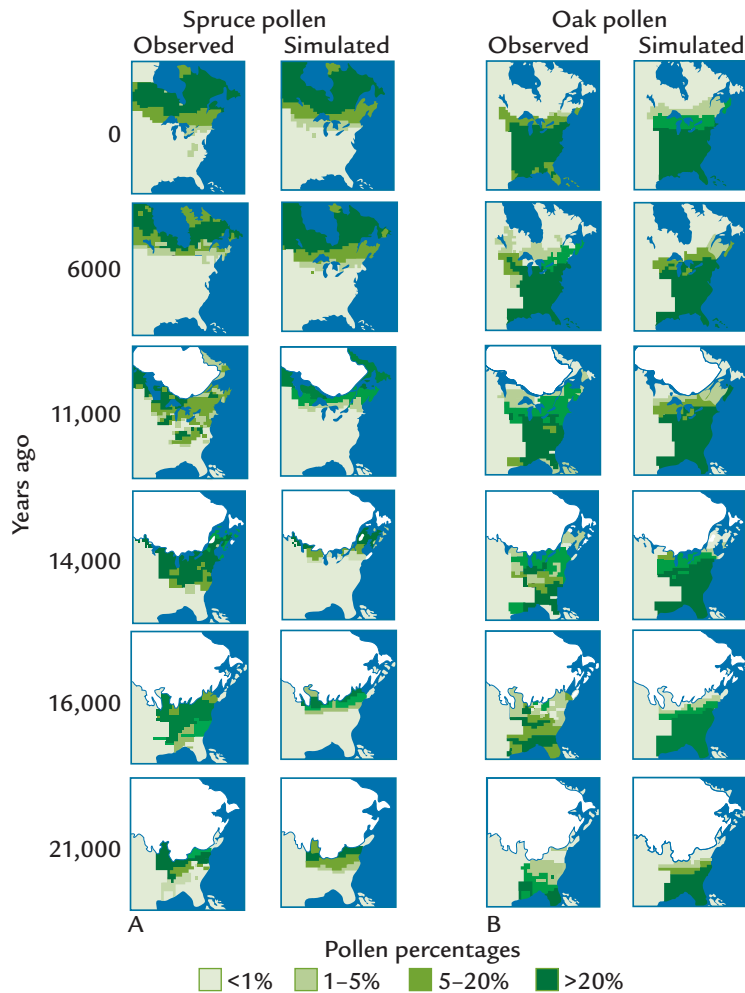 Spruce pollen
Oak pollen
Observed
Simulated
Observed
Simulated
0
6000
11,000
14,000
16,000
21,000
Years ago
A
B
Pollen percentages
<1%
1–5%
5–20%
>20%